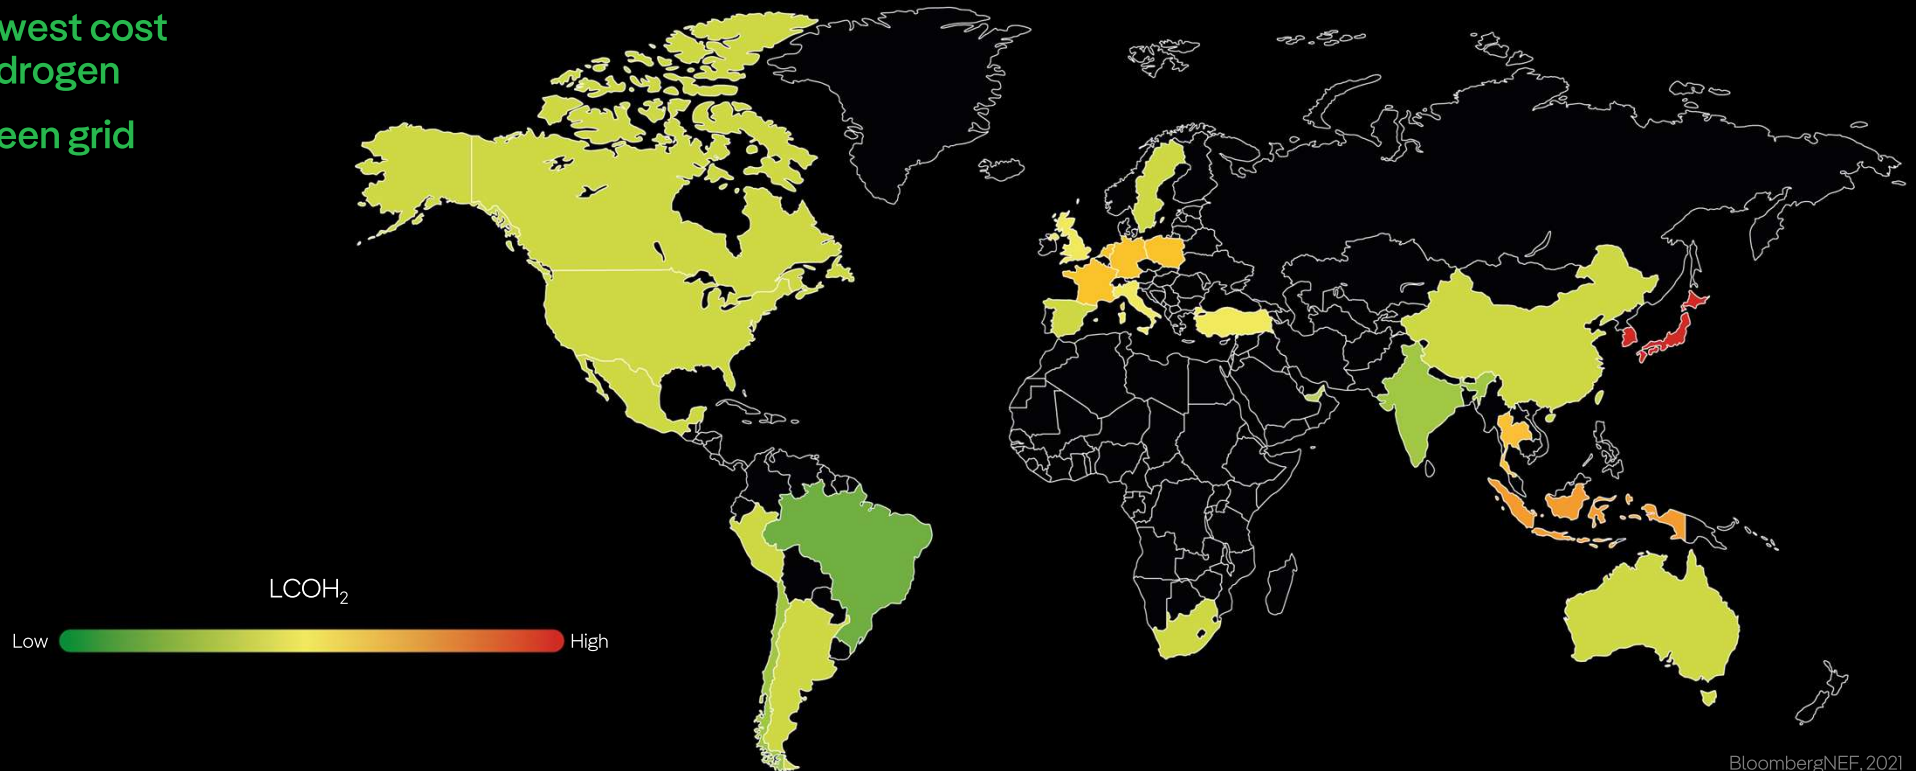 west cost
drogen
een grid
LCOH₂
Low
High
BloombergNEF, 2021